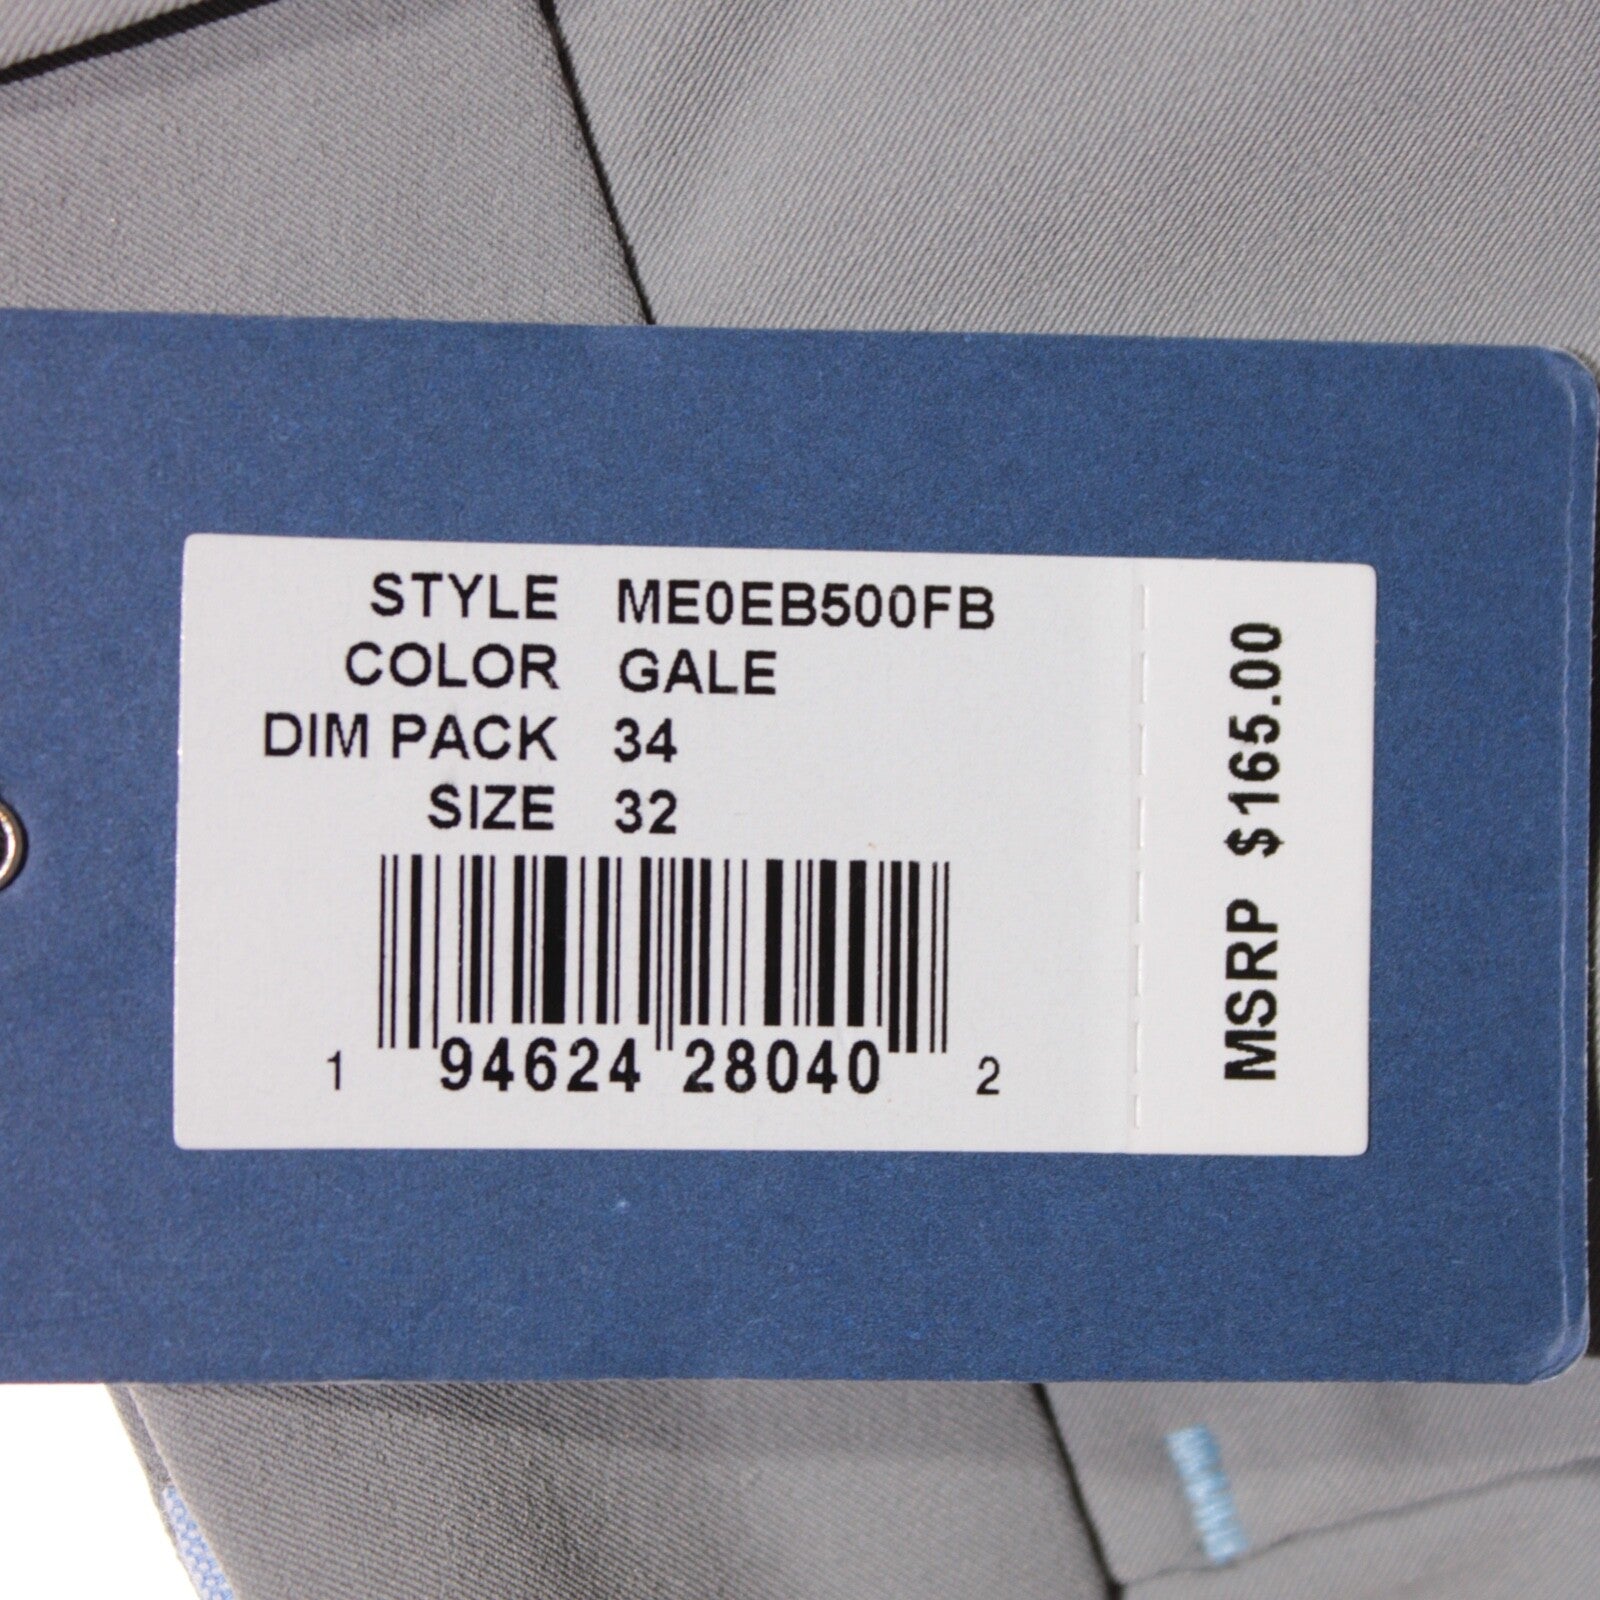 STYLE ME0EB500FB
COLOR GALE
DIM PACK 34
SIZE 32
1 94624 28040 2
MSRP $165.00